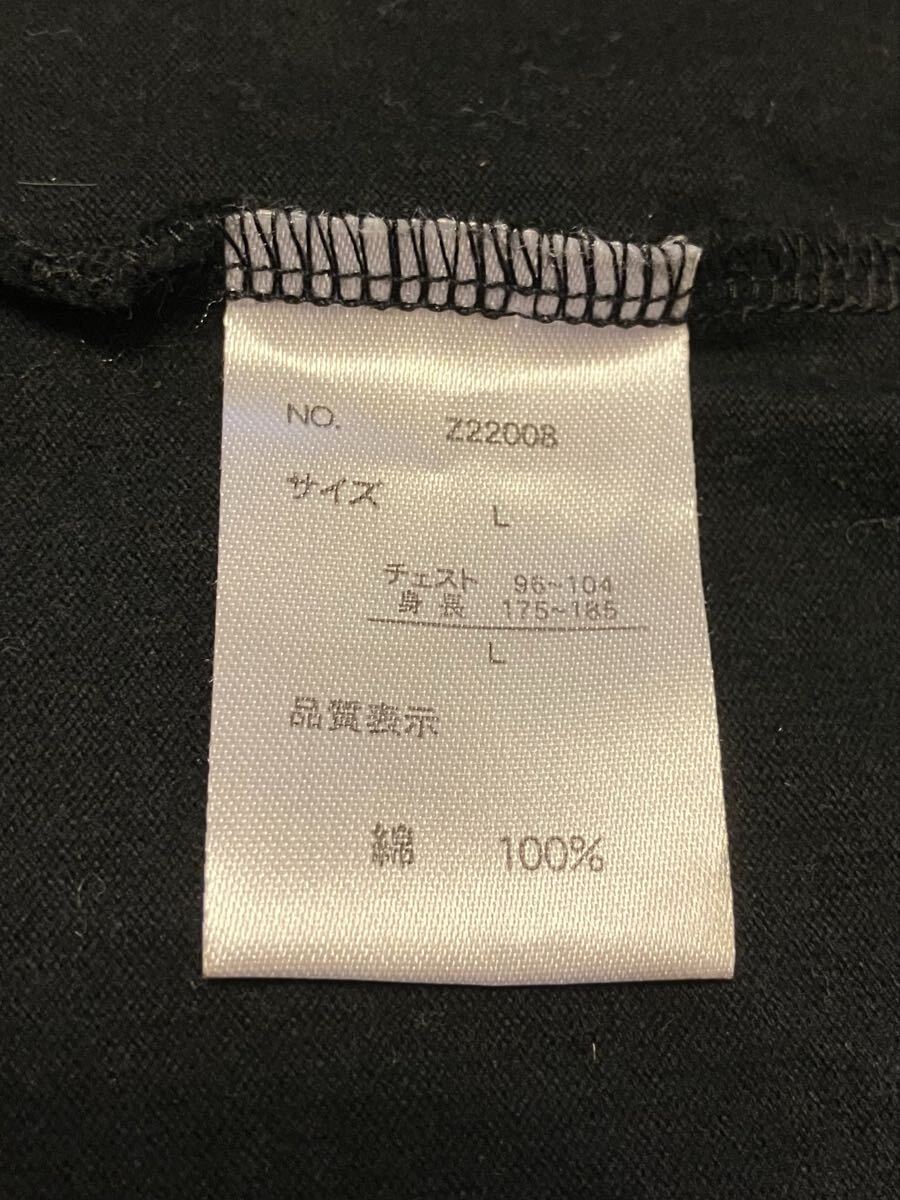 NO. Z22008
サイズ
L
チェスト 96~104
身長 175~185
L
品質表示
綿 100%